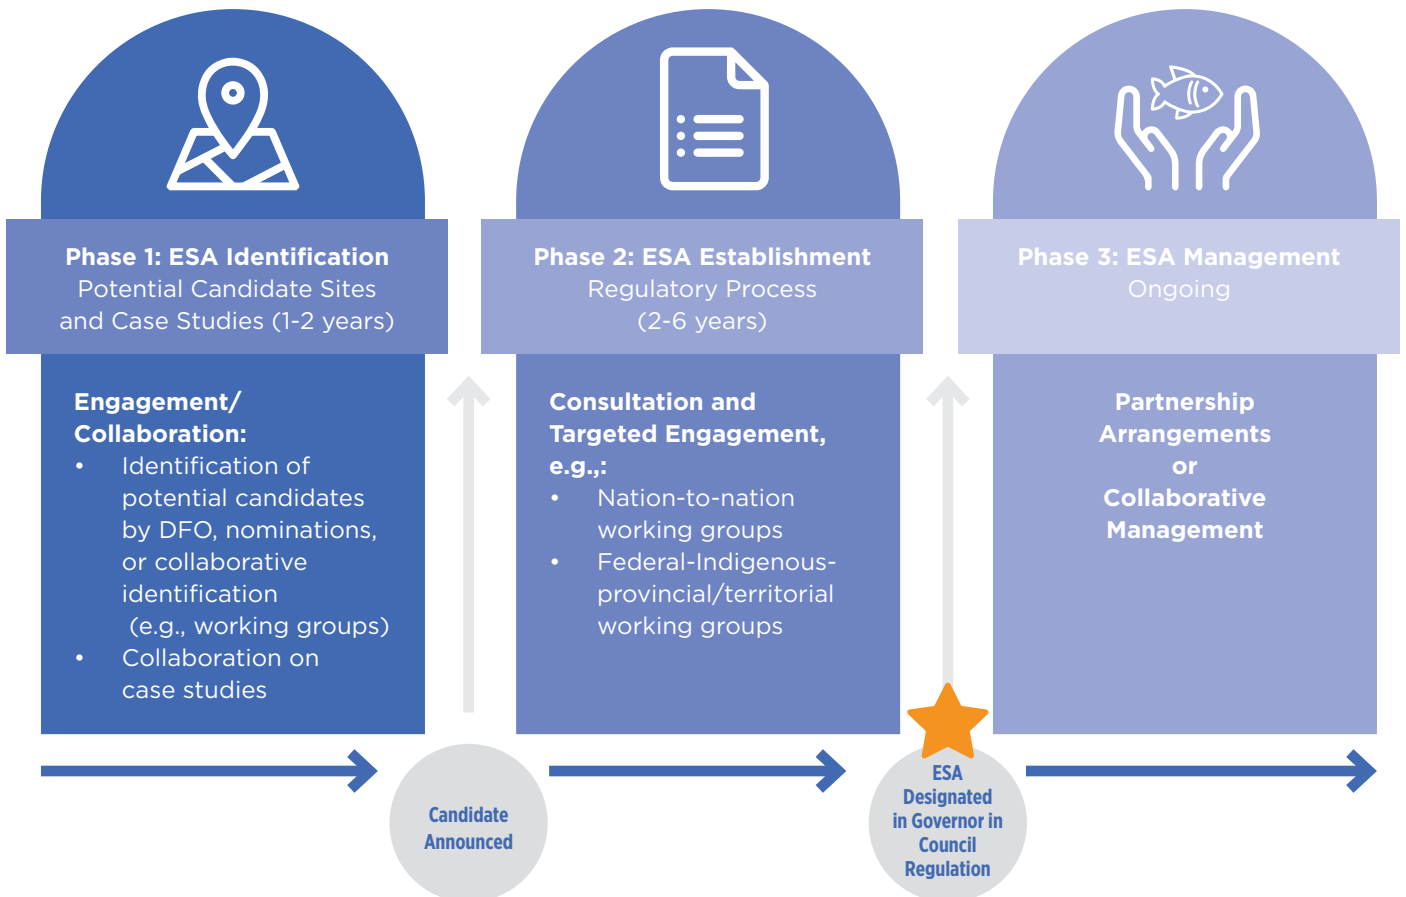 Phase 1: ESA Identification
Potential Candidate Sites
and Case Studies (1-2 years)
Engagement/
Collaboration:
• Identification of
potential candidates
by DFO, nominations,
or collaborative
identification
(e.g., working groups)
• Collaboration on
case studies
Candidate
Announced
Phase 2: ESA Establishment
Regulatory Process
(2-6 years)
Consultation and
Targeted Engagement,
e.g.,:
• Nation-to-nation
working groups
• Federal-Indigenous-
provincial/territorial
working groups
ESA
Designated
in Governor in
Council
Regulation
Phase 3: ESA Management
Ongoing
Partnership
Arrangements
or
Collaborative
Management